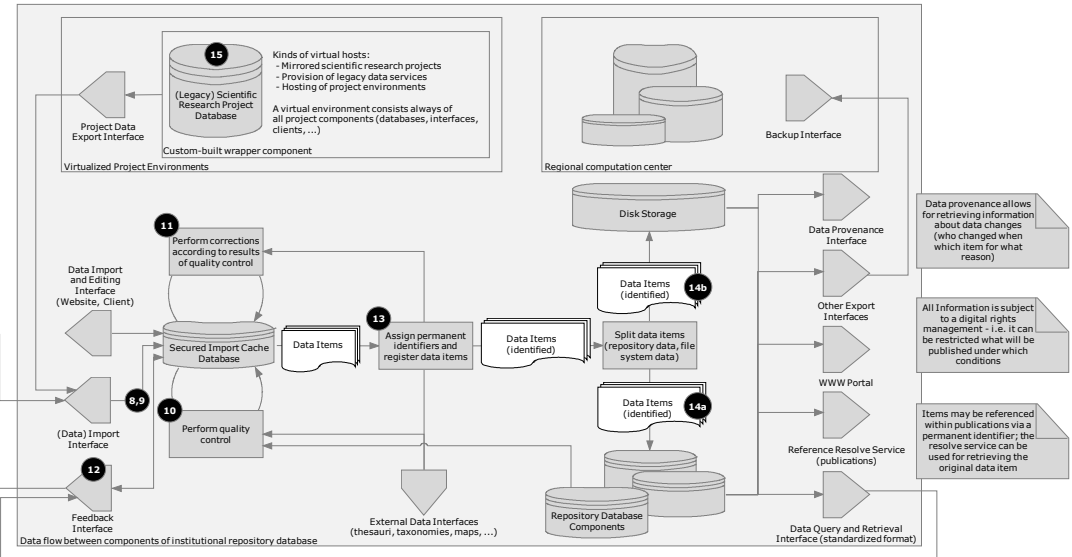 15
Kinds of virtual hosts:
- Mirrored scientific research projects
- Provision of legacy data services
- Hosting of project environments
A virtual environment consists always of
all project components (databases, interfaces,
clients, ...)
(Legacy) Scientific
Research Project
Database
Custom-built wrapper component
Project Data
Export Interface
Virtualized Project Environments
Backup Interface
Regional computation center
Disk Storage
Data Provenance
Interface
Data provenance allows
for retrieving information
about data changes
(who changed when
which item for what
reason)
11
Perform corrections
according to results
of quality control
Data Import
and Editing
Interface
(Website, Client)
Data Items
(identified)
14b
Other Export
Interfaces
All Information is subject
to a digital rights
management - i.e. it can
be restricted what will be
published under which
conditions
Secured Import Cache
Database
Data Items
13
Assign permanent
identifiers and
register data items
Data Items
(identified)
Split data items
(repository data, file
system data)
WWW Portal
8,9
(Data) Import
Interface
10
Perform quality
control
Data Items
(identified)
14a
Reference Resolve Service
(publications)
Items may be referenced
within publications via a
permanent identifier; the
resolve service can be
used for retrieving the
original data item
12
Feedback
Interface
External Data Interfaces
(thesauri, taxonomies, maps, ...)
Repository Database
Components
Data Query and Retrieval
Interface (standardized format)
Data flow between components of institutional repository database